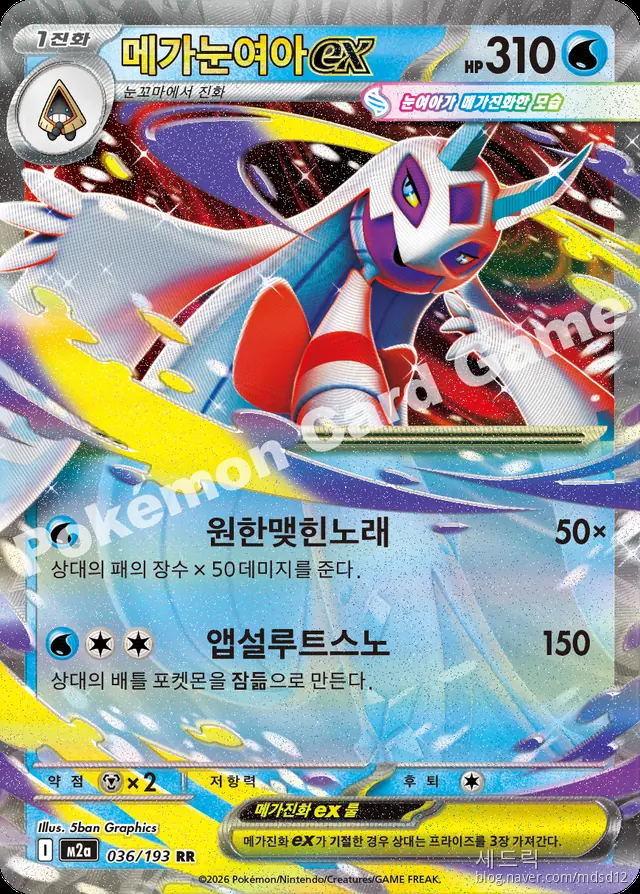 1진화
메가눈여아ex
HP 310
눈꼬마에서 진화
눈여아가 메가진화한 모습
Pokémon Card Game
원한맺힌노래 50×
상대의 패의 장수 × 50데미지를 준다.
앱설루트스노 150
상대의 배틀 포켓몬을 잠듦으로 만든다.
약점 ×2 저항력 후퇴
메가진화 ex 룰
메가진화 ex가 기절한 경우 상대는 프라이즈를 3장 가져간다.
Illus. 5ban Graphics
I m2a 036/193 RR
©2026 Pokémon/Nintendo/Creatures/GAME FREAK.
세드릭
blog.naver.com/mdsd12